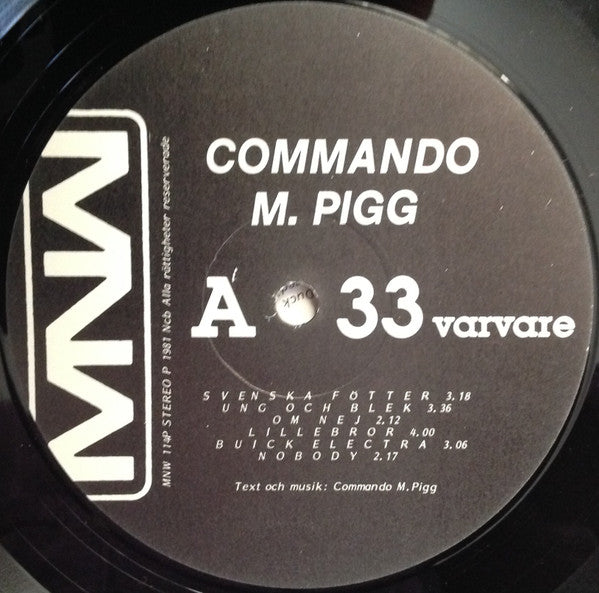 COMMANDO
M. PIGG
A 33 varvare
SVENSKA FÖTTER 3.18
UNG OCH BLEK 3.36
OM NEJ 2.12
LILLEBROR 4.00
BUICK ELECTRA 3.06
NOBODY 2.17
Text och musik: Commando M.Pigg
MNW
MNW 114P STEREO P 1981 Ncb Alla rättigheter reserverade